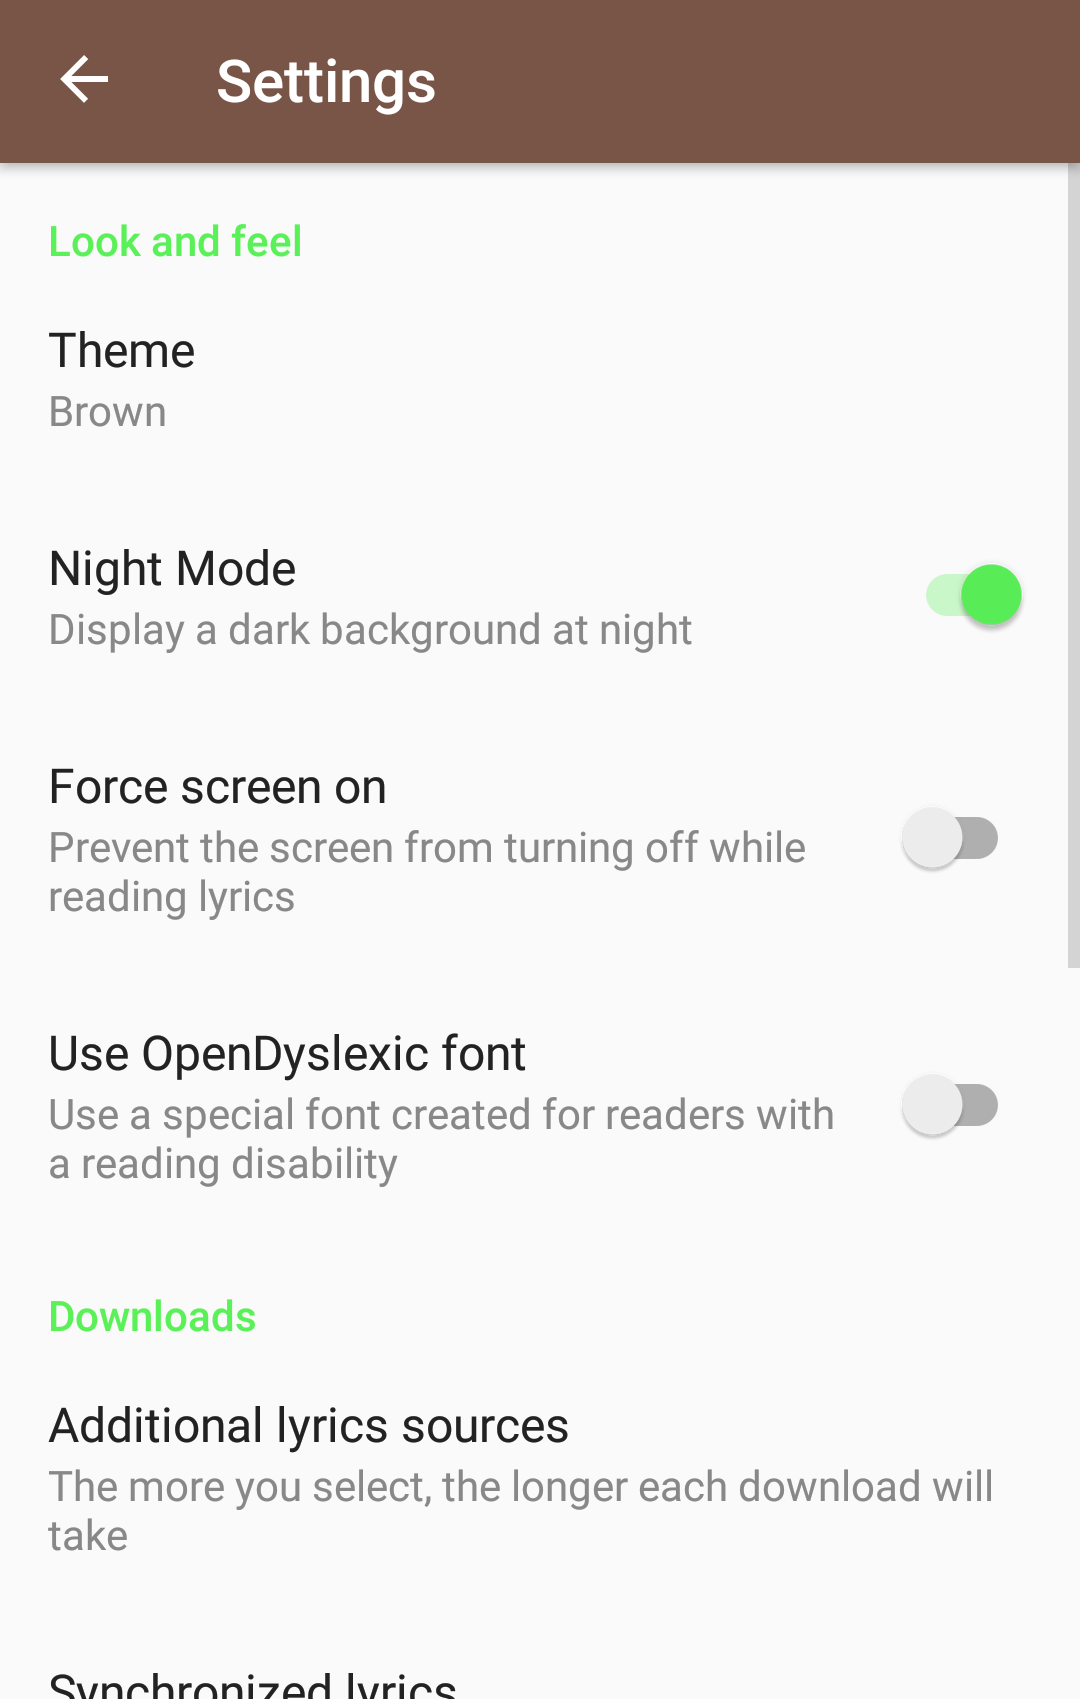 Settings
Look and feel
Theme
Brown
Night Mode
Display a dark background at night
Force screen on
Prevent the screen from turning off while
reading lyrics
Use OpenDyslexic font
Use a special font created for readers with
a reading disability
Downloads
Additional lyrics sources
The more you select, the longer each download will
take
Synchronized lyrics